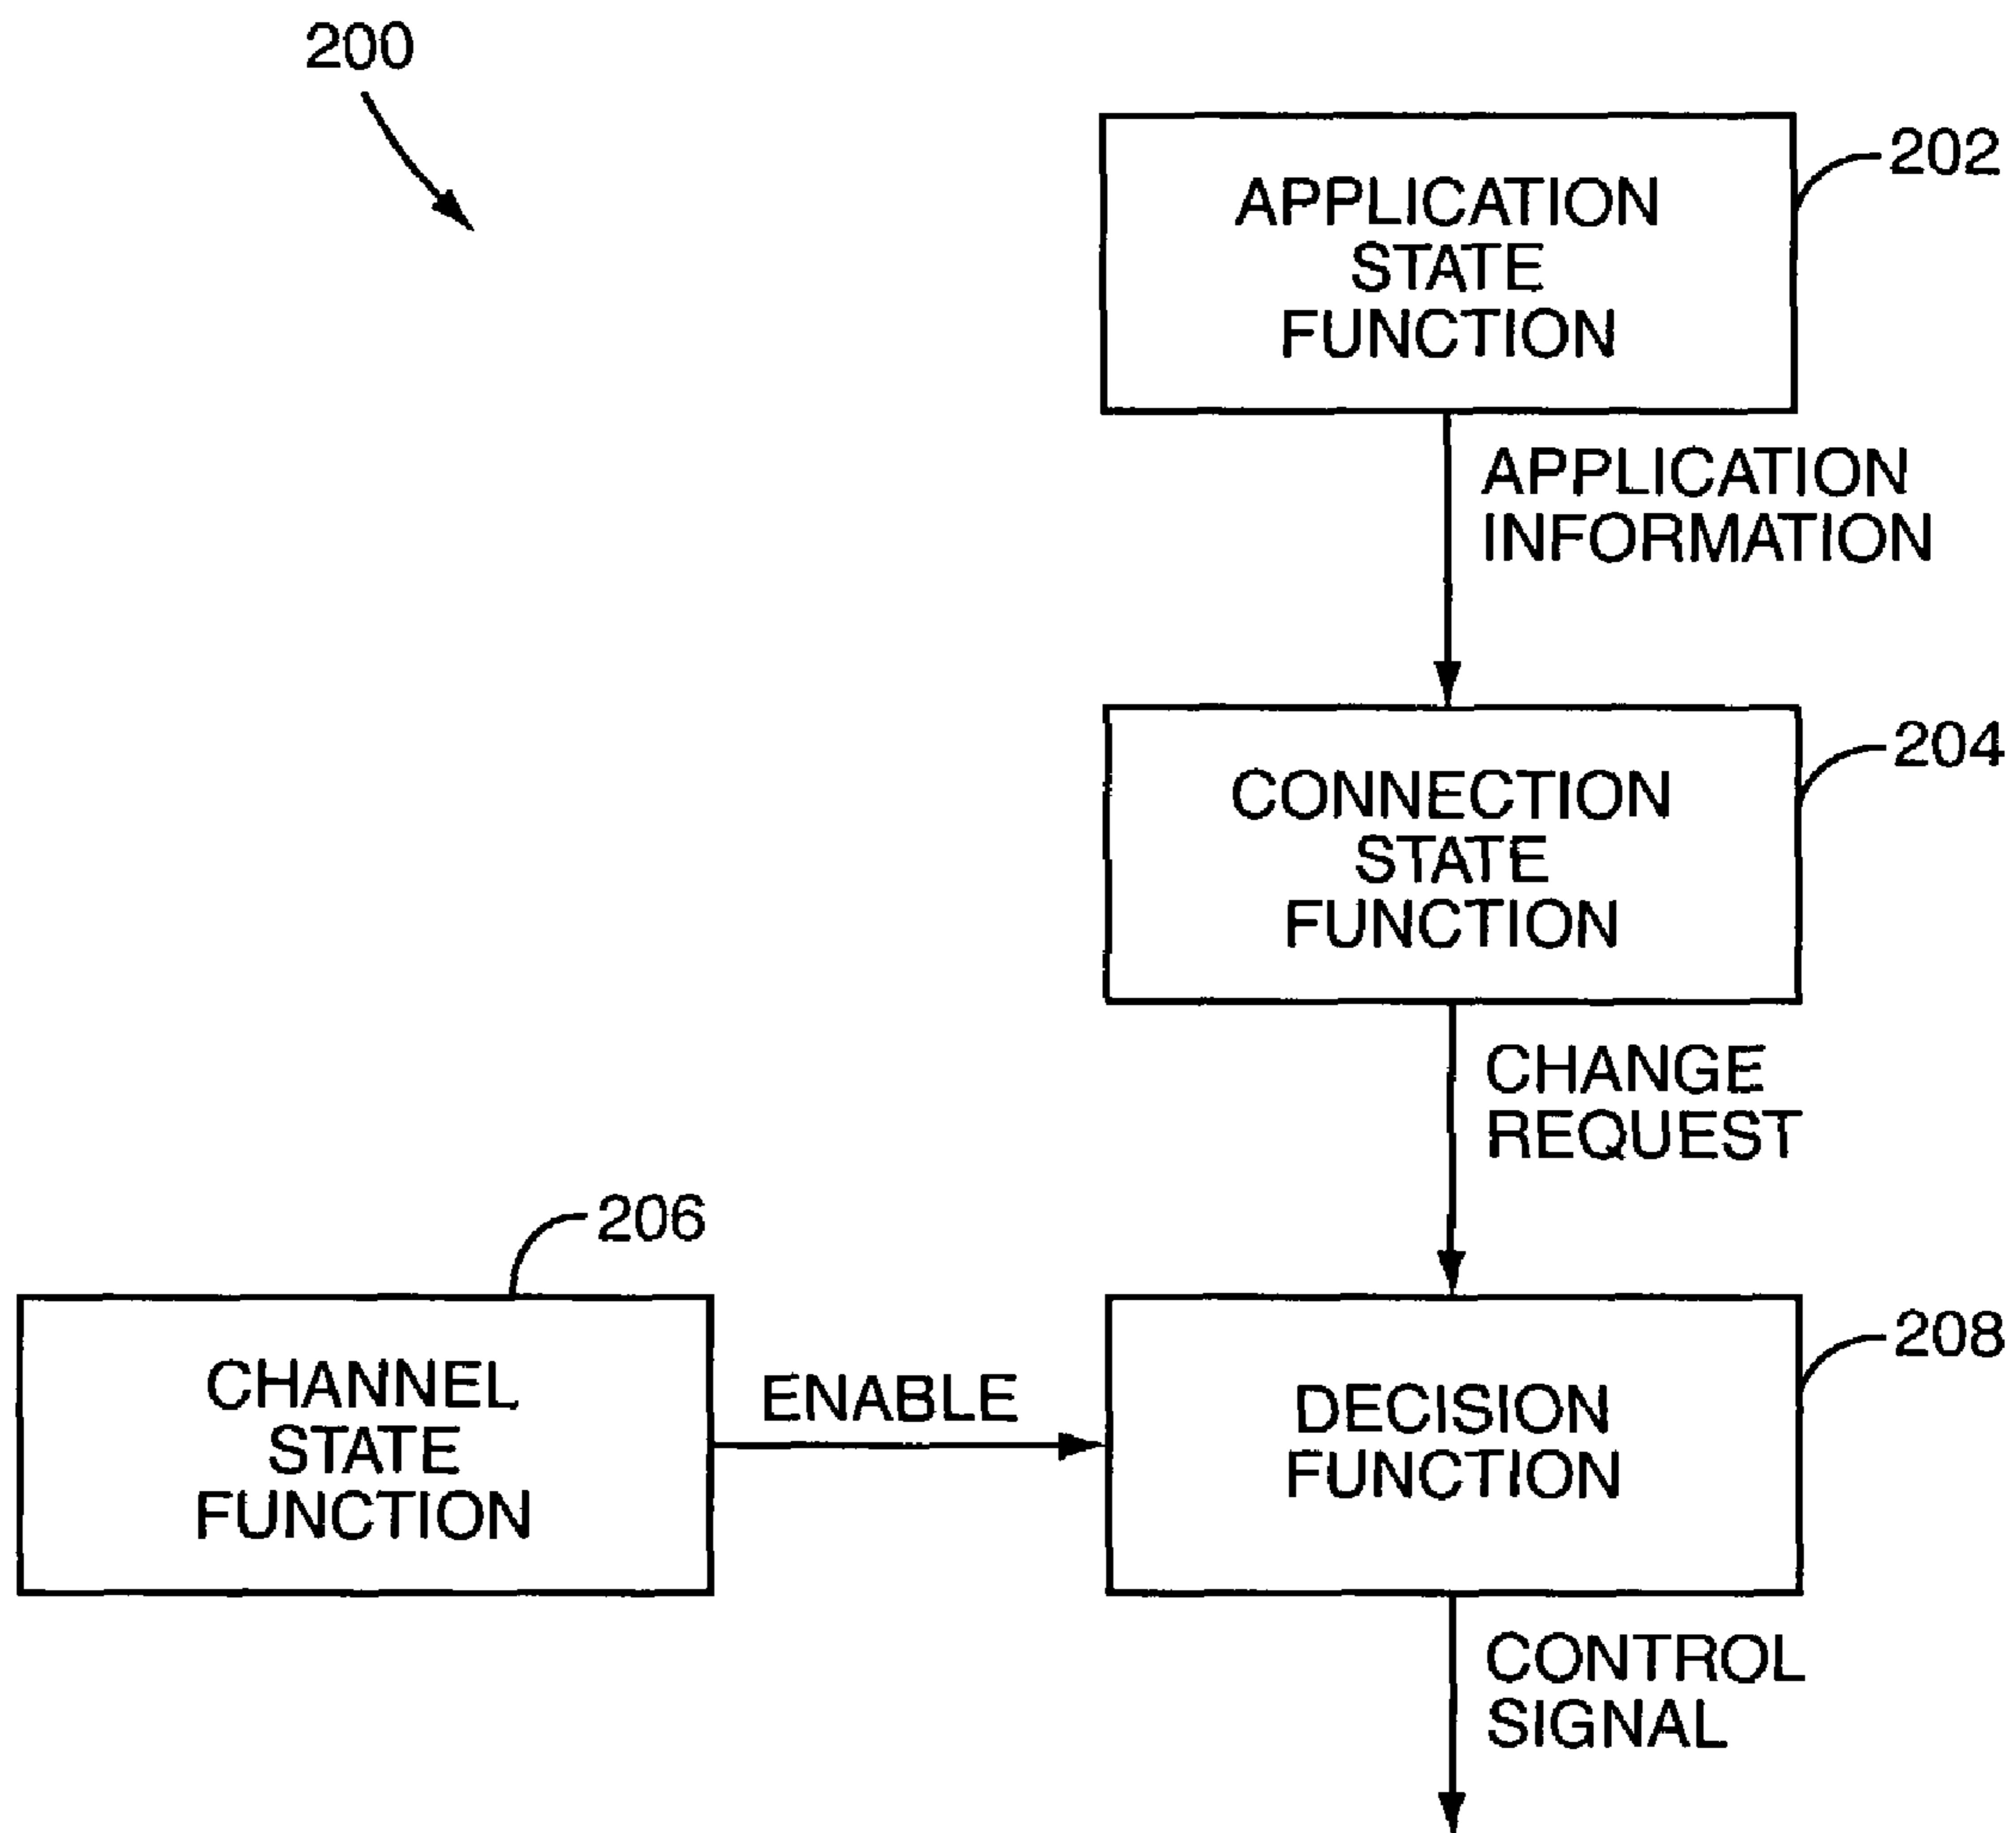 200
202
APPLICATION
STATE
FUNCTION
APPLICATION
INFORMATION
204
CONNECTION
STATE
FUNCTION
CHANGE
REQUEST
206
CHANNEL
STATE
FUNCTION
ENABLE
208
DECISION
FUNCTION
CONTROL
SIGNAL